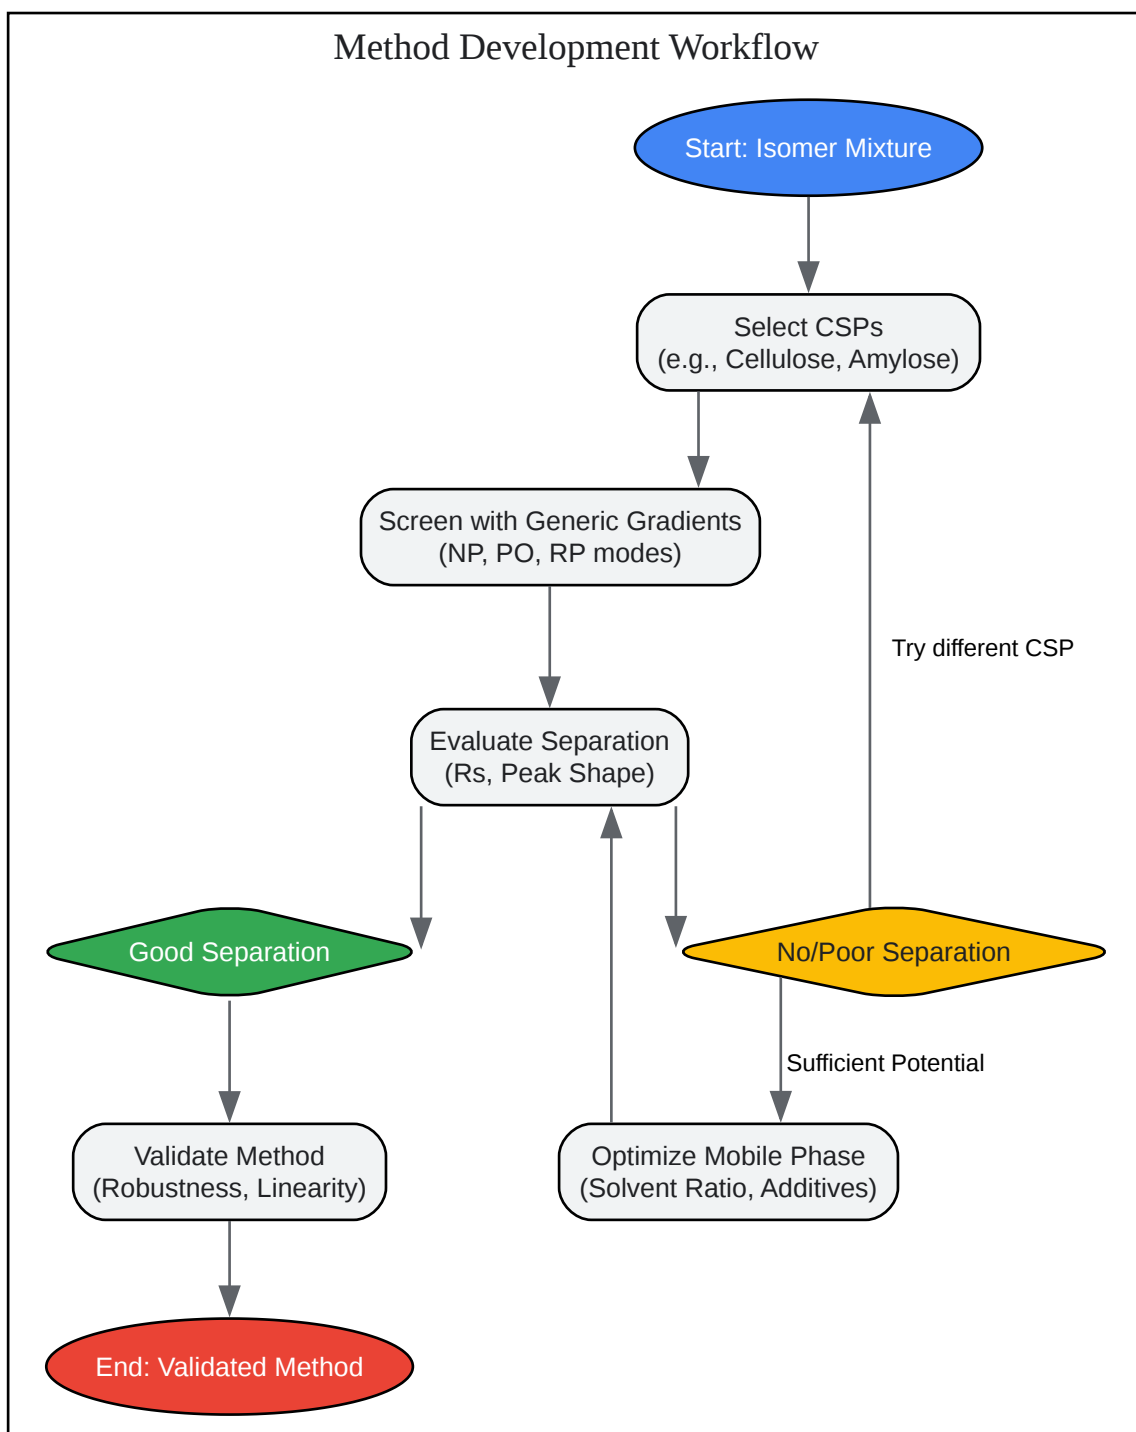 Method Development Workflow
Start: Isomer Mixture
Select CSPs
(e.g., Cellulose, Amylose)
Screen with Generic Gradients
(NP, PO, RP modes)
Try different CSP
Evaluate Separation
(Rs, Peak Shape)
Good Separation
No/Poor Separation
Sufficient Potential
Validate Method
(Robustness, Linearity)
Optimize Mobile Phase
(Solvent Ratio, Additives)
End: Validated Method